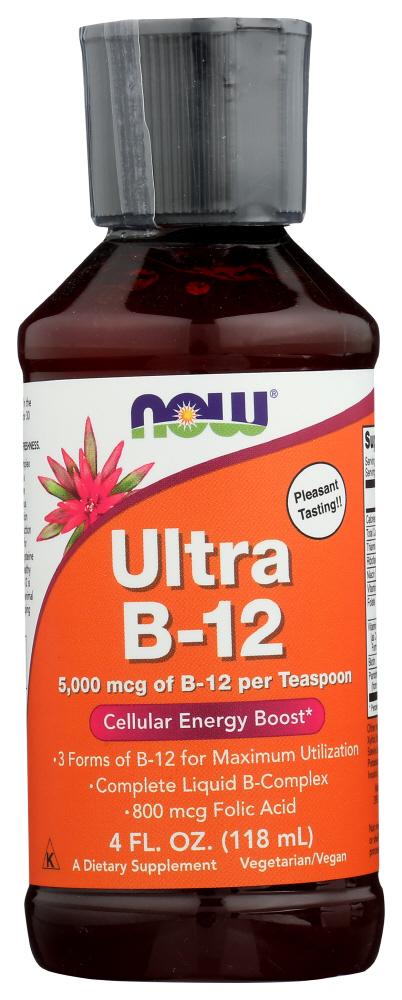 NOW®
Pleasant
Tasting!!
Ultra
B-12
5,000 mcg of B-12 per Teaspoon
Cellular Energy Boost*
•3 Forms of B-12 for Maximum Utilization
•Complete Liquid B-Complex
•800 mcg Folic Acid
4 FL. OZ. (118 mL)
K
A Dietary Supplement Vegetarian/Vegan